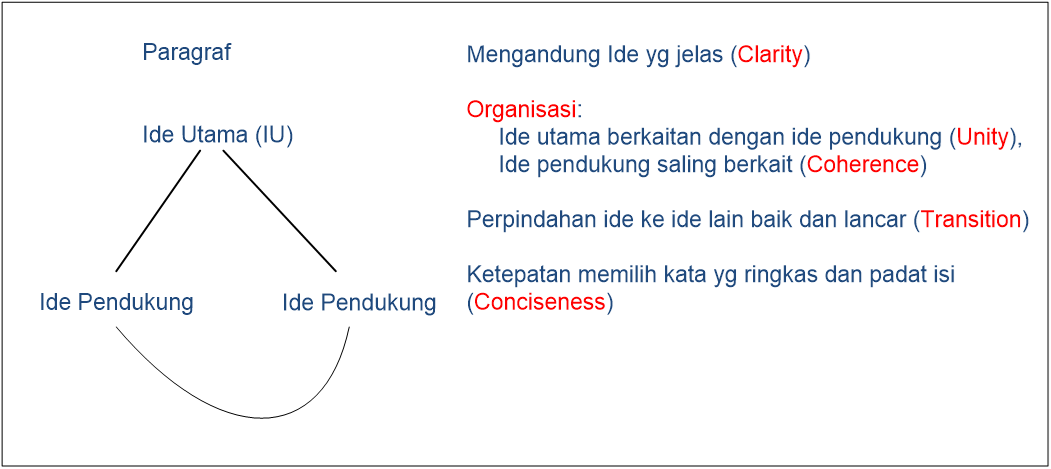 Paragraf
Ide Utama (IU)
Ide Pendukung
Ide Pendukung
Mengandung Ide yg jelas (Clarity)
Organisasi:
Ide utama berkaitan dengan ide pendukung (Unity),
Ide pendukung saling berkait (Coherence)
Perpindahan ide ke ide lain baik dan lancar (Transition)
Ketepatan memilih kata yg ringkas dan padat isi
(Conciseness)